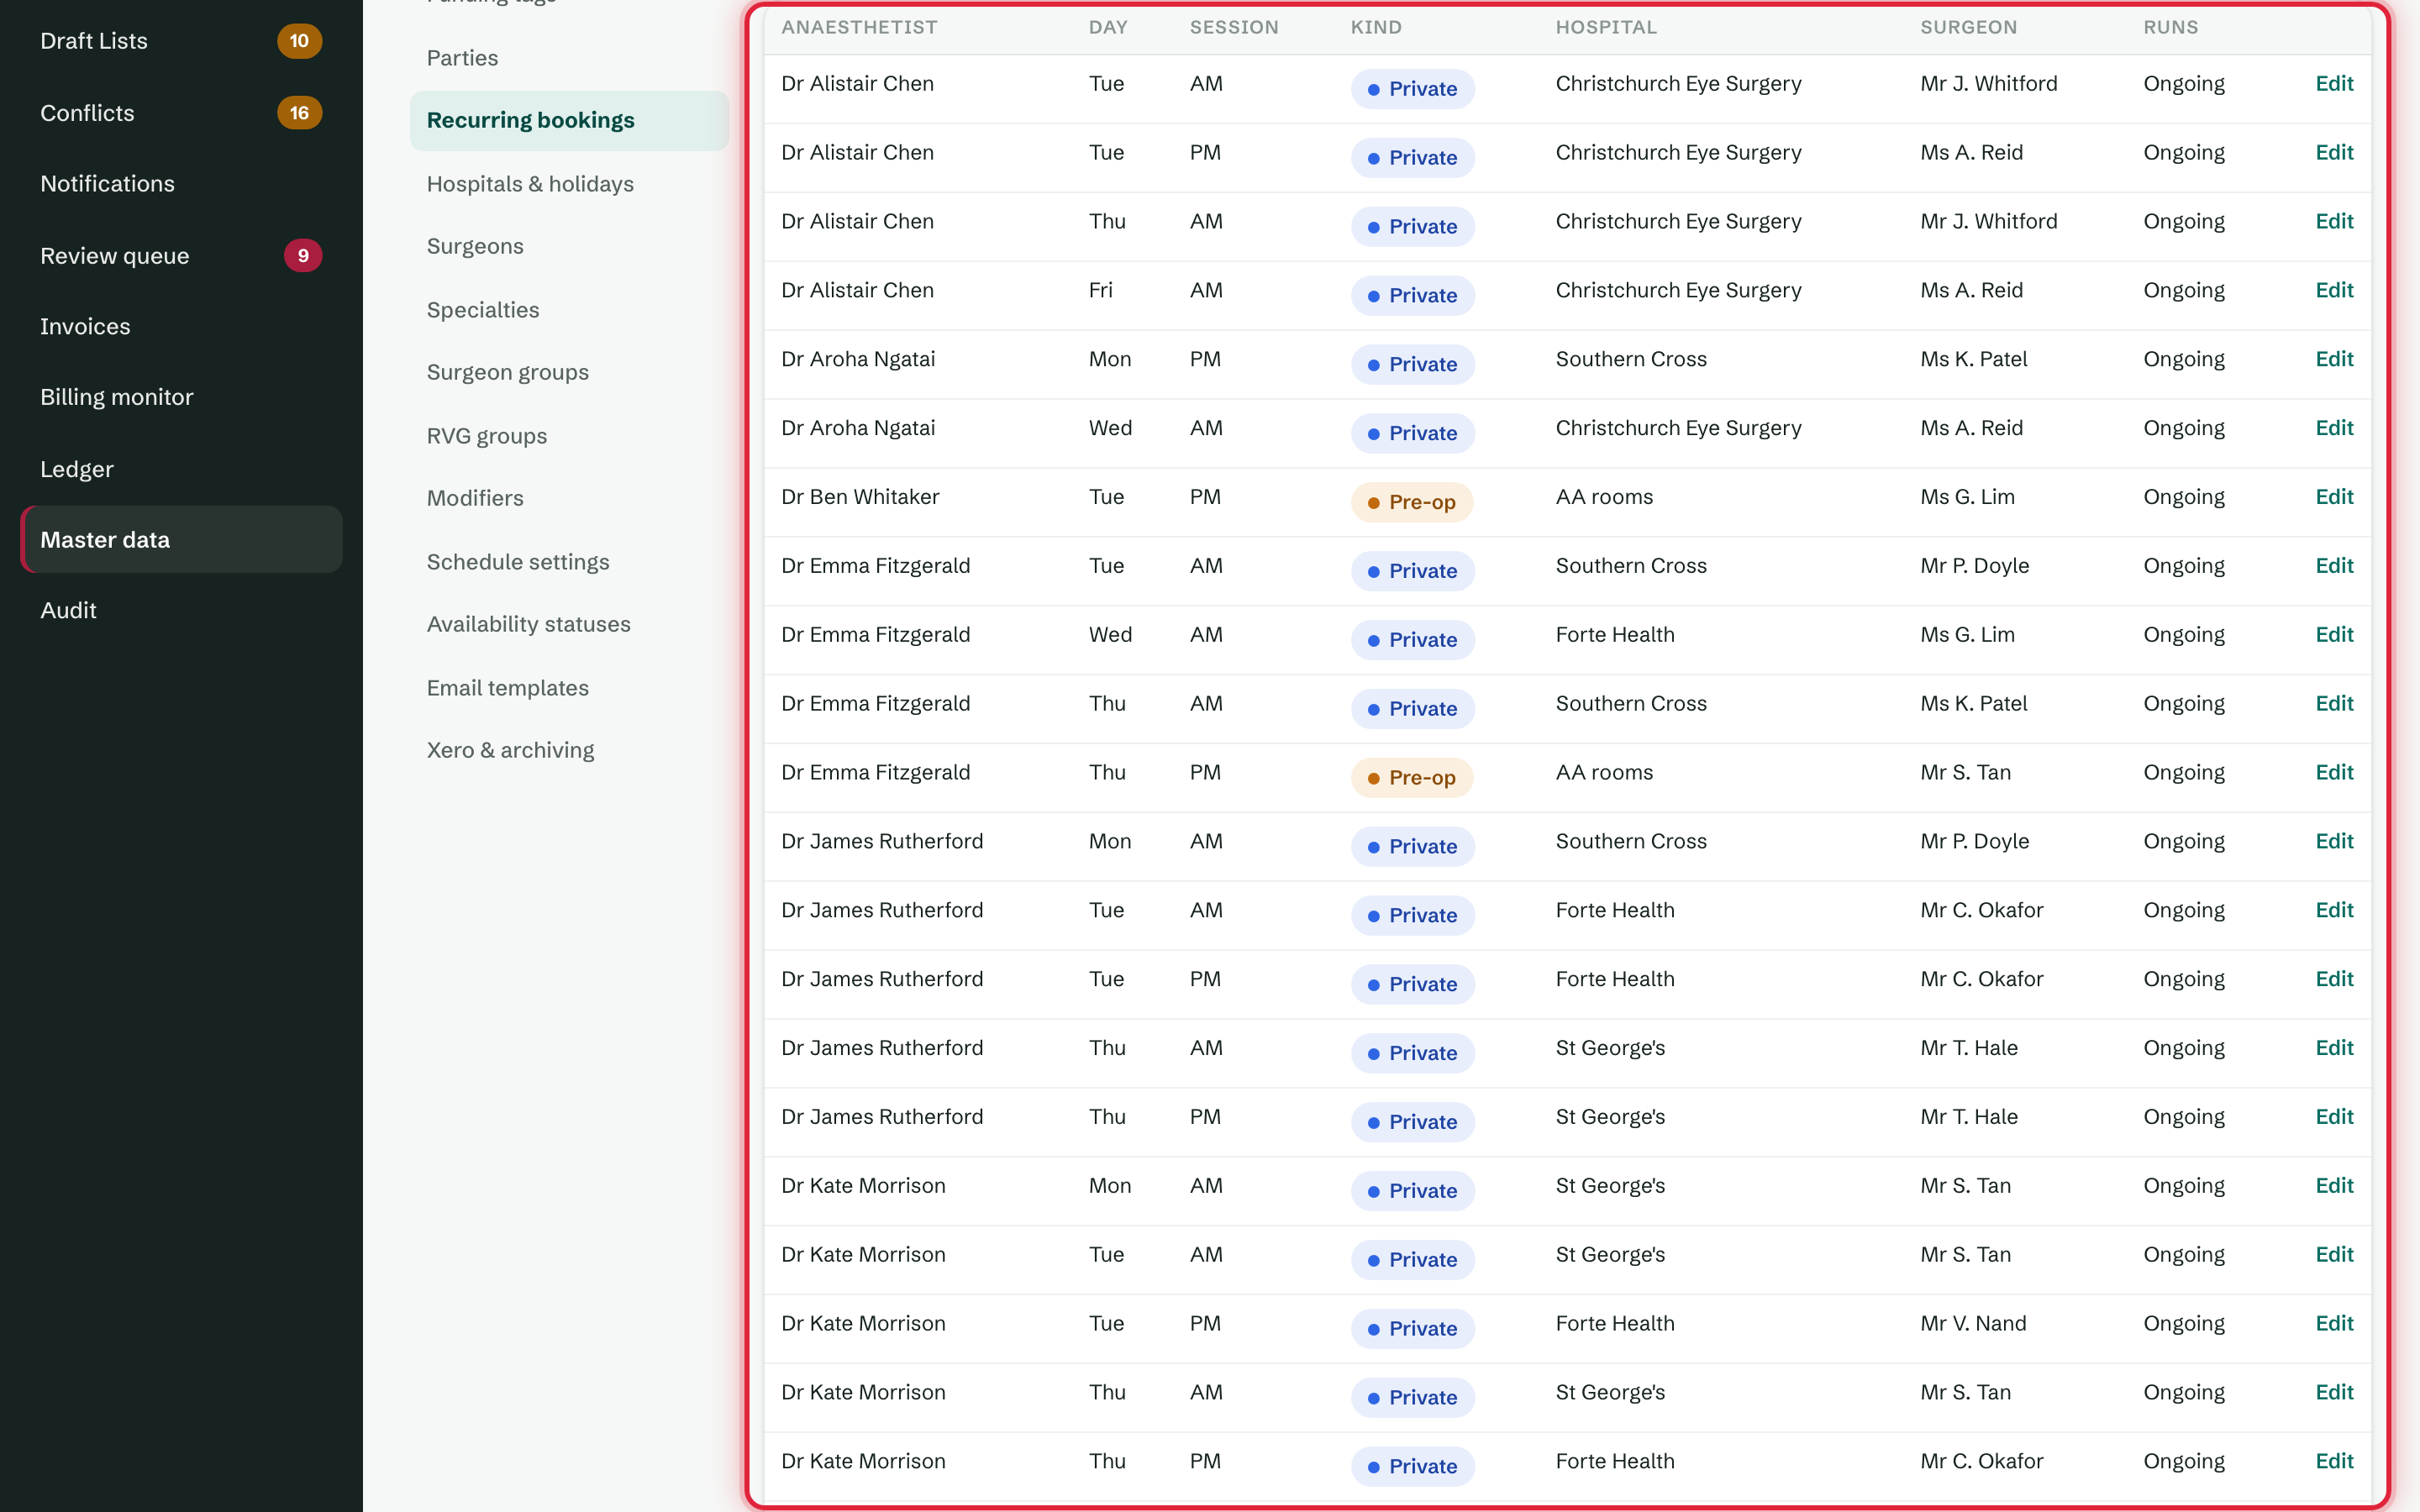 Draft Lists 10
Conflicts 16
Notifications
Review queue 9
Invoices
Billing monitor
Ledger
Master data
Audit
Parties
Recurring bookings
Hospitals & holidays
Surgeons
Specialties
Surgeon groups
RVG groups
Modifiers
Schedule settings
Availability statuses
Email templates
Xero & archiving
ANAESTHETIST DAY SESSION KIND HOSPITAL SURGEON RUNS
Dr Alistair Chen Tue AM Private Christchurch Eye Surgery Mr J. Whitford Ongoing Edit
Dr Alistair Chen Tue PM Private Christchurch Eye Surgery Ms A. Reid Ongoing Edit
Dr Alistair Chen Thu AM Private Christchurch Eye Surgery Mr J. Whitford Ongoing Edit
Dr Alistair Chen Fri AM Private Christchurch Eye Surgery Ms A. Reid Ongoing Edit
Dr Aroha Ngatai Mon PM Private Southern Cross Ms K. Patel Ongoing Edit
Dr Aroha Ngatai Wed AM Private Christchurch Eye Surgery Ms A. Reid Ongoing Edit
Dr Ben Whitaker Tue PM Pre-op AA rooms Ms G. Lim Ongoing Edit
Dr Emma Fitzgerald Tue AM Private Southern Cross Mr P. Doyle Ongoing Edit
Dr Emma Fitzgerald Wed AM Private Forte Health Ms G. Lim Ongoing Edit
Dr Emma Fitzgerald Thu AM Private Southern Cross Ms K. Patel Ongoing Edit
Dr Emma Fitzgerald Thu PM Pre-op AA rooms Mr S. Tan Ongoing Edit
Dr James Rutherford Mon AM Private Southern Cross Mr P. Doyle Ongoing Edit
Dr James Rutherford Tue AM Private Forte Health Mr C. Okafor Ongoing Edit
Dr James Rutherford Tue PM Private Forte Health Mr C. Okafor Ongoing Edit
Dr James Rutherford Thu AM Private St George's Mr T. Hale Ongoing Edit
Dr James Rutherford Thu PM Private St George's Mr T. Hale Ongoing Edit
Dr Kate Morrison Mon AM Private St George's Mr S. Tan Ongoing Edit
Dr Kate Morrison Tue AM Private St George's Mr S. Tan Ongoing Edit
Dr Kate Morrison Tue PM Private Forte Health Mr V. Nand Ongoing Edit
Dr Kate Morrison Thu AM Private St George's Mr S. Tan Ongoing Edit
Dr Kate Morrison Thu PM Private Forte Health Mr C. Okafor Ongoing Edit